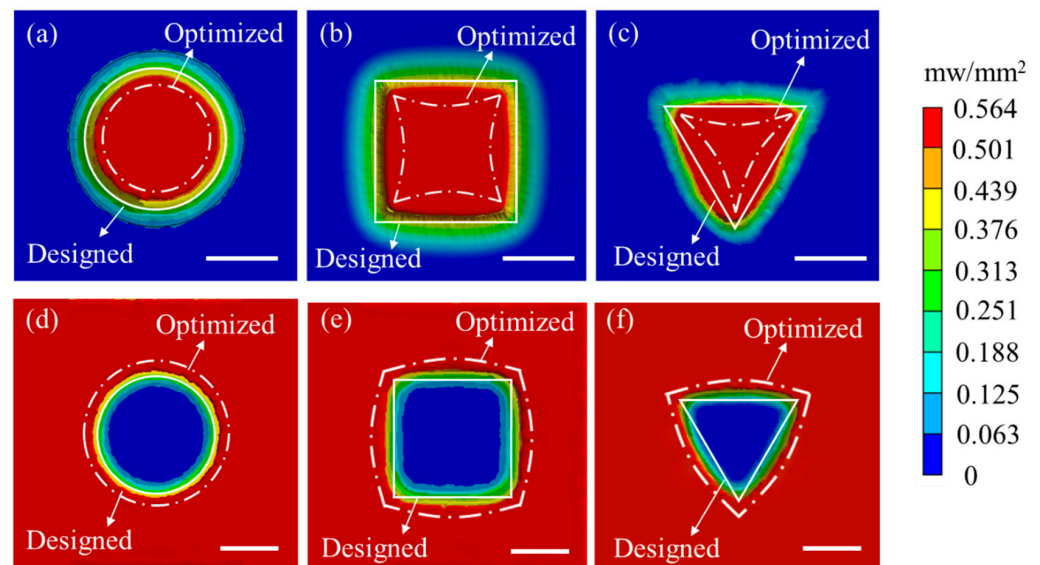 (a)
Optimized
Designed
(b)
Optimized
Designed
(c)
Optimized
Designed
(d)
Optimized
Designed
(e)
Optimized
Designed
(f)
Optimized
Designed
mw/mm²
0.564
0.501
0.439
0.376
0.313
0.251
0.188
0.125
0.063
0